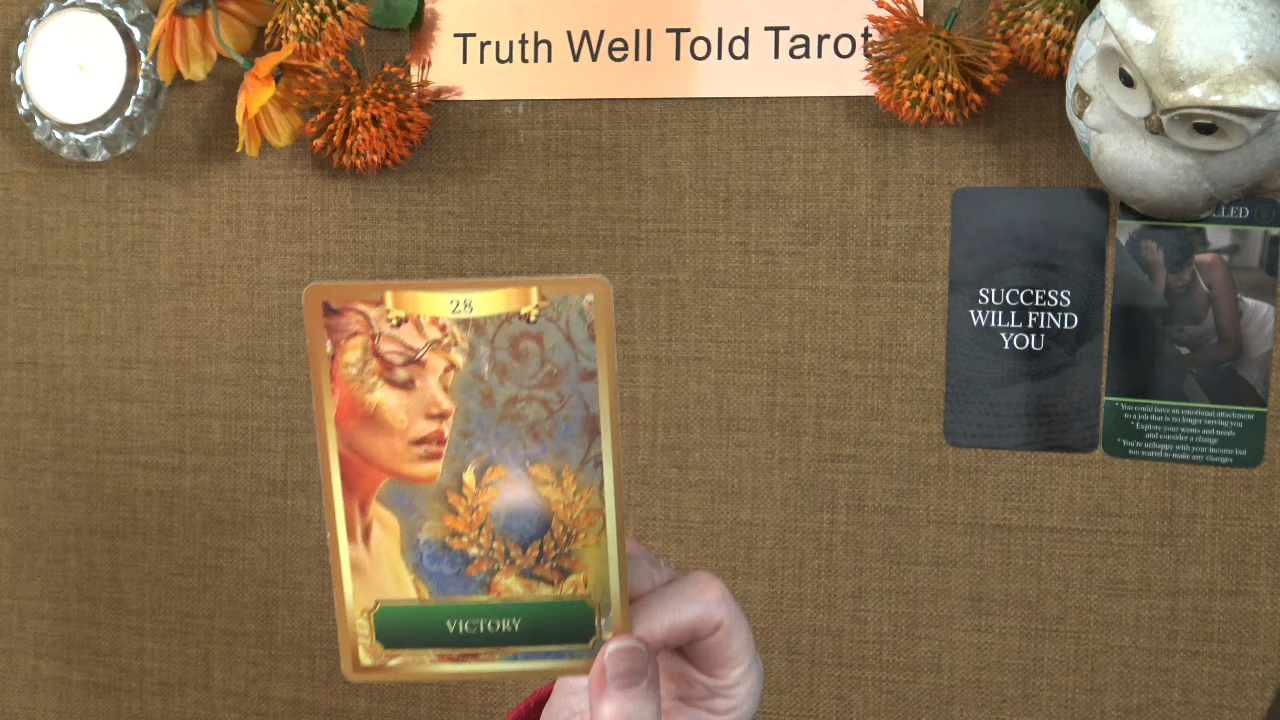 Truth Well Told Tarot
28
VICTORY
SUCCESS
WILL FIND
YOU
* You could have an emotional attachment
to a job that is no longer serving you
* Explore your wants and needs
and consider a change
* You're unhappy with your income but
too scared to make any changes